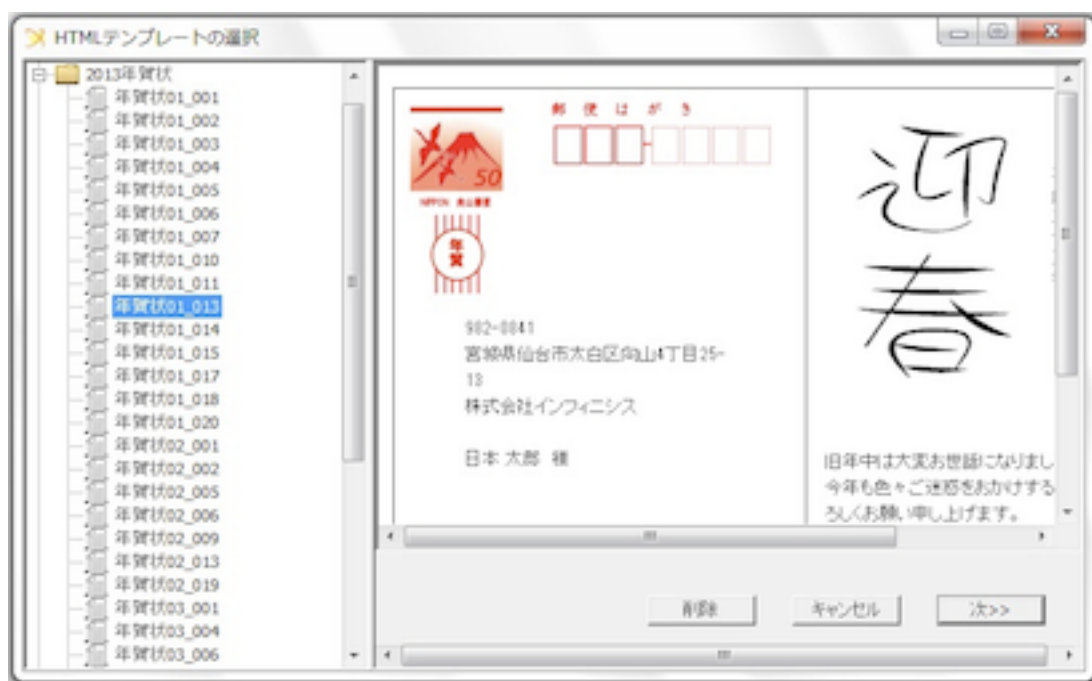 HTMLテンプレートの選択
2013年賀状
年賀状01_001
年賀状01_002
年賀状01_003
年賀状01_004
年賀状01_005
年賀状01_006
年賀状01_007
年賀状01_010
年賀状01_011
年賀状01_013
年賀状01_014
年賀状01_015
年賀状01_017
年賀状01_018
年賀状01_020
年賀状02_001
年賀状02_002
年賀状02_005
年賀状02_006
年賀状02_009
年賀状02_013
年賀状02_019
年賀状03_001
年賀状03_004
年賀状03_006
郵便はがき
50
NIPPON
年賀
982-0841
宮城県仙台市太白区向山4丁目25-
13
株式会社インフィニシス
日本 太郎 様
迎春
旧年中は大変お世話になりまし
今年も色々ご迷惑をおかけする
ろしくお願い申し上げます。
削除
キャンセル
次>>